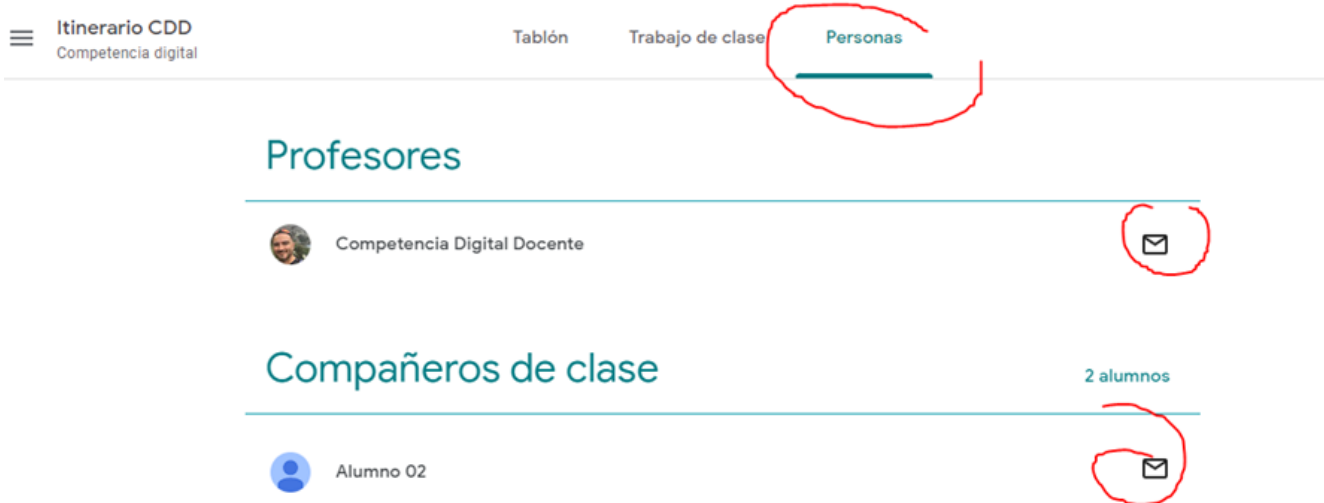 Itinerario CDD
Competencia digital
Tablón Trabajo de clase Personas
Profesores
Competencia Digital Docente
Compañeros de clase
2 alumnos
Alumno 02